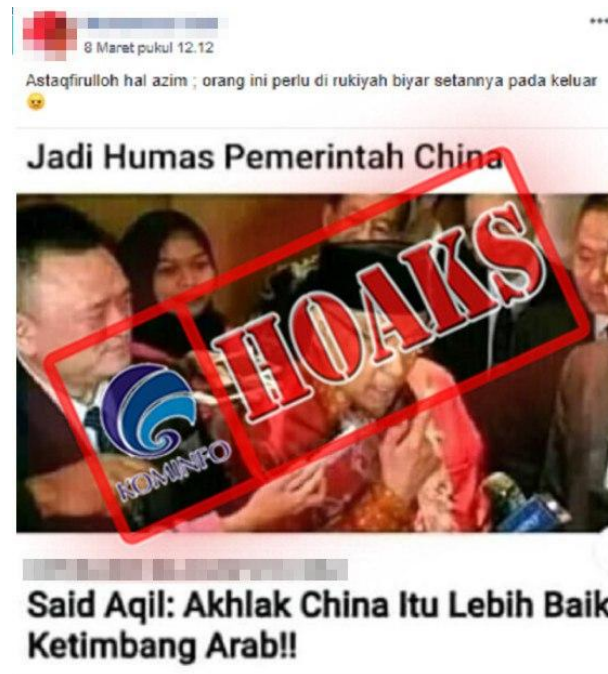 8 Maret pukul 12.12
Astaqfirulloh hal azim ; orang ini perlu di rukiyah biyar setannya pada keluar
Jadi Humas Pemerintah China
HOAKS
KOMINFO
Said Aqil: Akhlak China Itu Lebih Baik
Ketimbang Arab!!